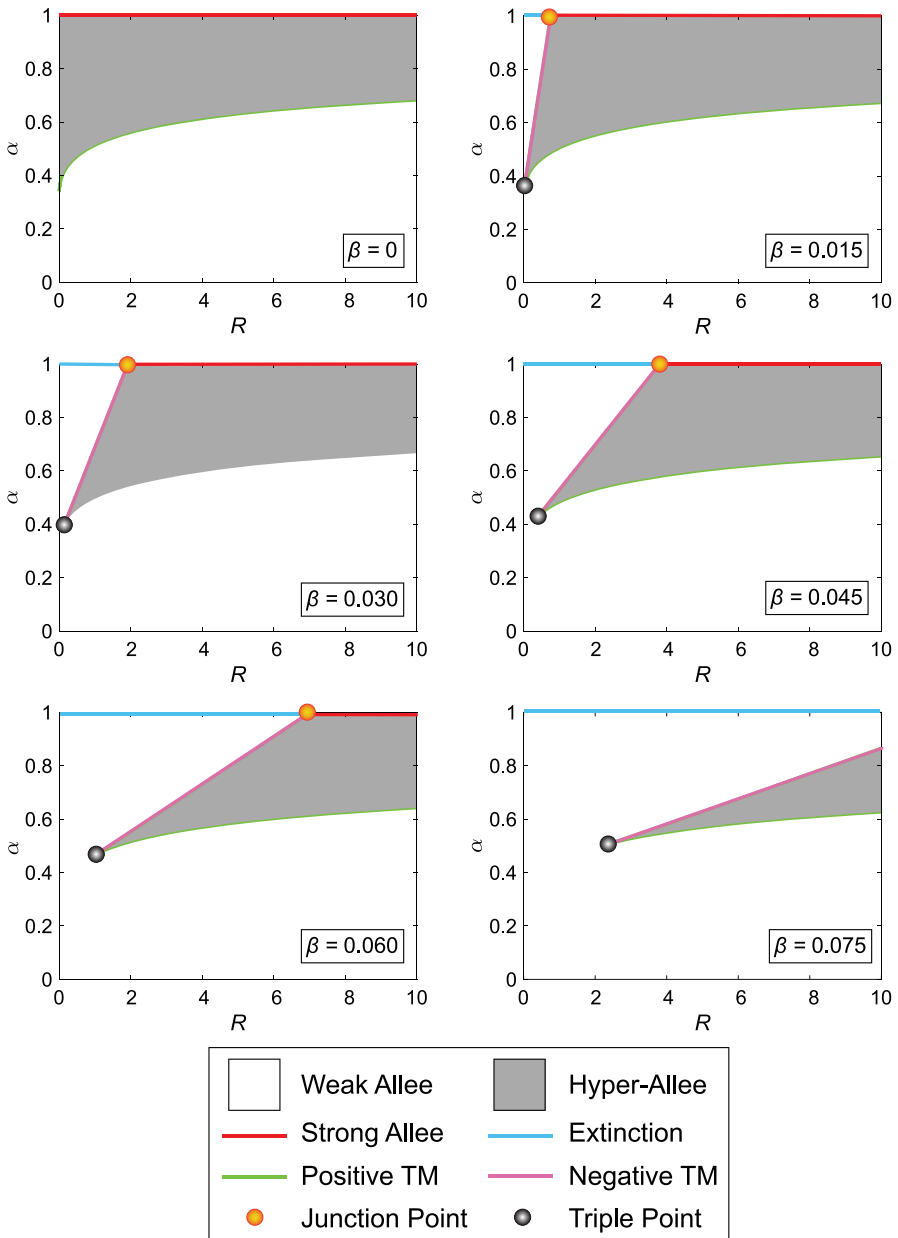 1
0.8
0.6
α
0.4
0.2
0
β = 0
0 2 4 6 8 10
R
1
0.8
0.6
α
0.4
0.2
0
β = 0.015
0 2 4 6 8 10
R
1
0.8
0.6
α
0.4
0.2
0
β = 0.030
0 2 4 6 8 10
R
1
0.8
0.6
α
0.4
0.2
0
β = 0.045
0 2 4 6 8 10
R
1
0.8
0.6
α
0.4
0.2
0
β = 0.060
0 2 4 6 8 10
R
1
0.8
0.6
α
0.4
0.2
0
β = 0.075
0 2 4 6 8 10
R
Weak Allee Hyper-Allee
Strong Allee Extinction
Positive TM Negative TM
Junction Point Triple Point